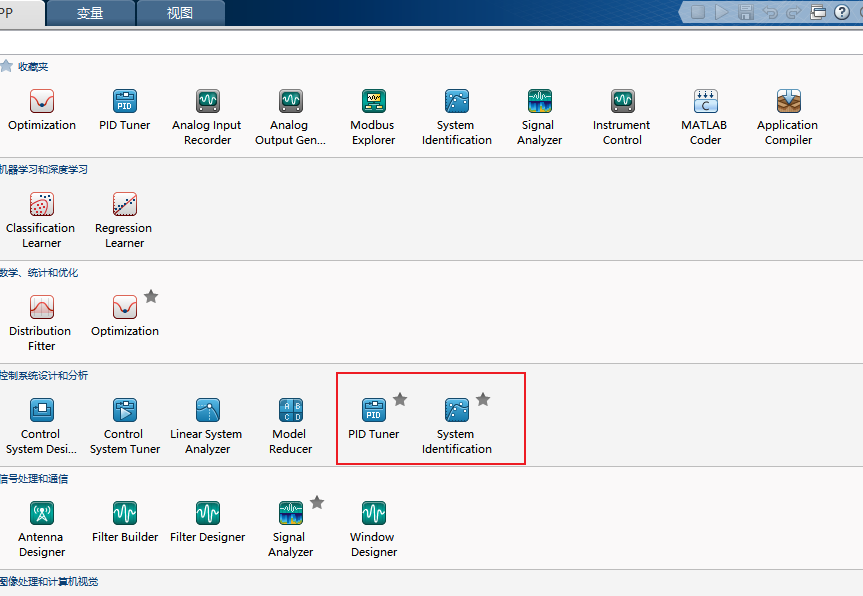 PP 变量 视图
收藏夹
Optimization PID Tuner Analog Input Analog Modbus System Signal Instrument MATLAB Application
Recorder Output Gen... Explorer Identification Analyzer Control Coder Compiler
机器学习和深度学习
Classification Regression
Learner Learner
数学、统计和优化
Distribution Optimization
Fitter
控制系统设计和分析
PID
Control Control Linear System Model PID Tuner System
System Desi... System Tuner Analyzer Reducer Identification
信号处理和通信
Antenna Filter Builder Filter Designer Signal Window
Designer Analyzer Designer
图像处理和计算机视觉